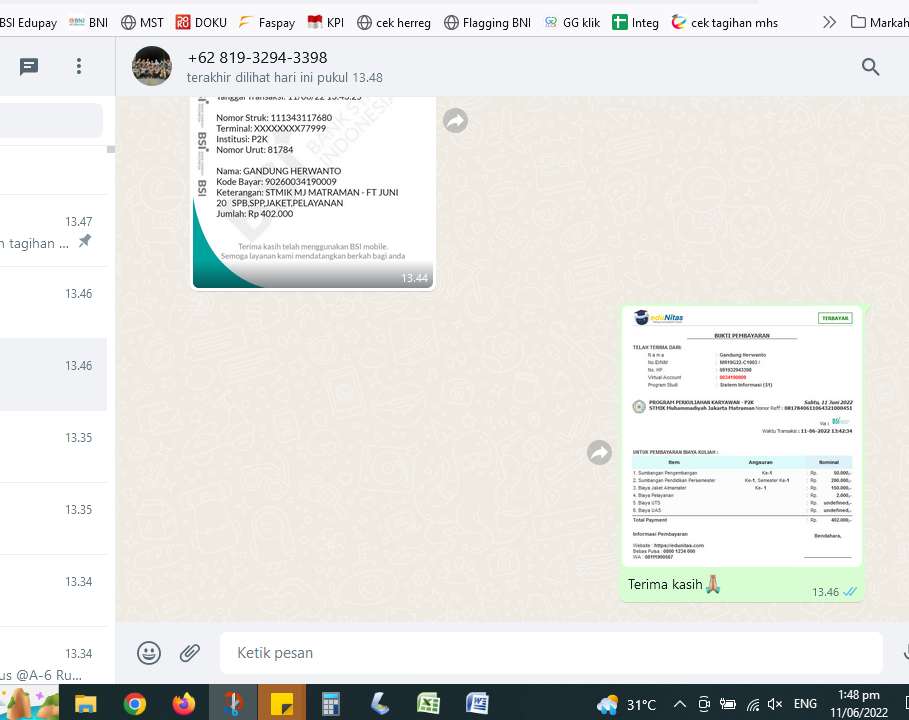 BSI Edupay BNI MST DOKU Faspay KPI cek herreg Flagging BNI GG klik Integ cek tagihan mhs Markah
+62 819-3294-3398
terakhir dilihat hari ini pukul 13.48
Tanggal Transaksi: 11/06/22 13:43:25
Nomor Struk: 111343117680
Terminal: XXXXXXXX77999
Institusi: P2K
Nomor Urut: 81784
Nama: GANDUNG HERWANTO
Kode Bayar: 90260034190009
Keterangan: STMIK MJ MATRAMAN - FT JUNI
20 SPB,SPP,JAKET,PELAYANAN
Jumlah: Rp 402.000
Terima kasih telah menggunakan BSI mobile.
Semoga layanan kami mendatangkan berkah bagi anda
13.44
BSI
BSI
13.47
n tagihan ...
13.46
13.46
13.35
13.35
13.34
13.34
us @A-6 Ru...
eduNitas
TERBAYAR
BUKTI PEMBAYARAN
TELAH TERIMA DARI
N a m a : Gandung Herwanto
No. HP : 081932943398
Virtual Account : 0034190009
Program Studi : Sistem Informasi (S1)
PROGRAM PERKULIAHAN KARYAWAN - P2K Sabtu, 11 Juni 2022
STMIK Muhammadiyah Jakarta Matraman Nomor Reff : 0817840611064321000451
Via :
Waktu Transaksi : 11-06-2022 13:42:34
UNTUK PEMBAYARAN BIAYA KULIAH :
Item Angsuran Nominal
1. Sumbangan Pengembangan Ke-1 Rp. 50.000,-
2. Sumbangan Pendidikan Persemester Ke-1, Semester Ke-1 Rp. 200.000,-
3. Biaya Jaket Almamater Ke- 1 Rp. 150.000,-
4. Biaya Pelayanan Rp. 2.000,-
5. Biaya UTS Rp. undefined,-
6. Biaya UAS Rp. undefined,-
Total Payment Rp. 402.000,-
Informasi Pembayaran Bendahara,
Website : https://edunitas.com
Bebas Pulsa : 0800 1234 000
Terima kasih🙏🏼
13.46
Ketik pesan
31°C ENG 1:48 pm
11/06/2022